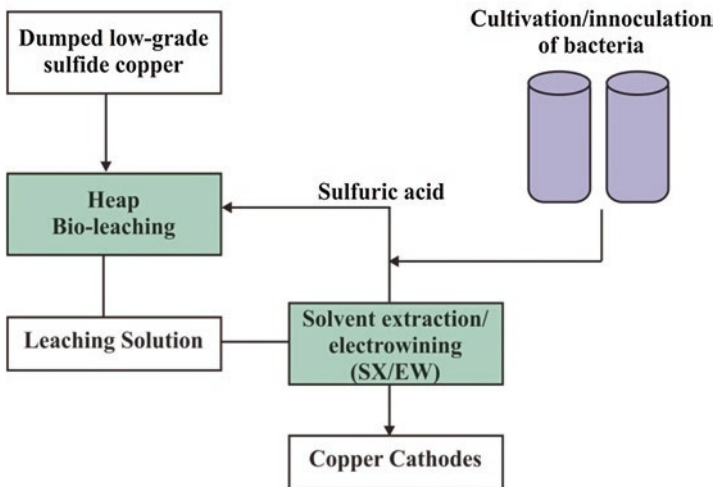 Dumped low-grade
sulfide copper
Cultivation/innoculation
of bacteria
Heap
Bio-leaching
Sulfuric acid
Leaching Solution
Solvent extraction/
electrowining
(SX/EW)
Copper Cathodes